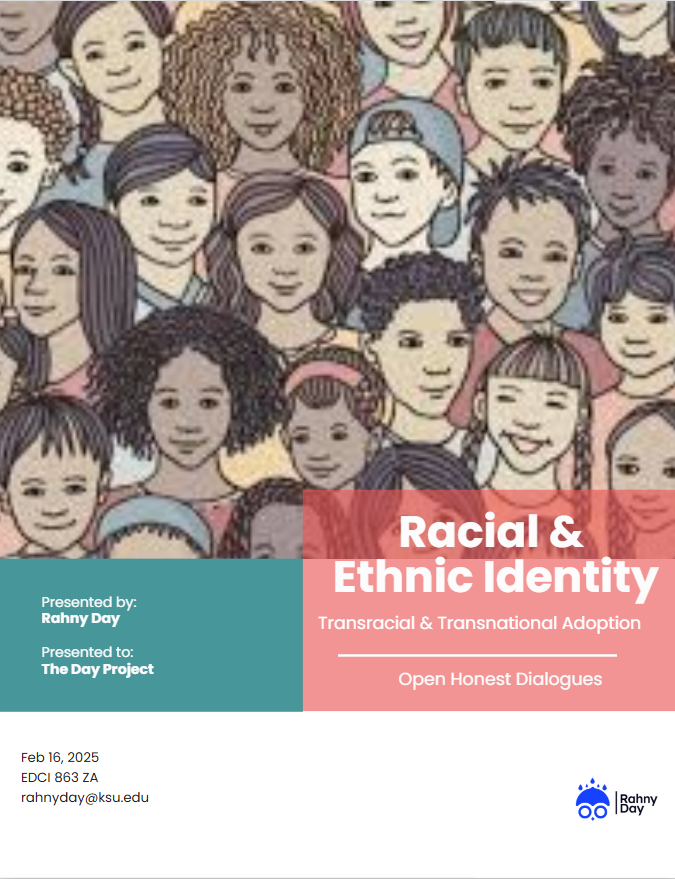 Racial &
Ethnic Identity
Transracial & Transnational Adoption
Open Honest Dialogues
Presented by:
Rahny Day
Presented to:
The Day Project
Feb 16, 2025
EDCI 863 ZA
rahnyday@ksu.edu
Rahny
Day